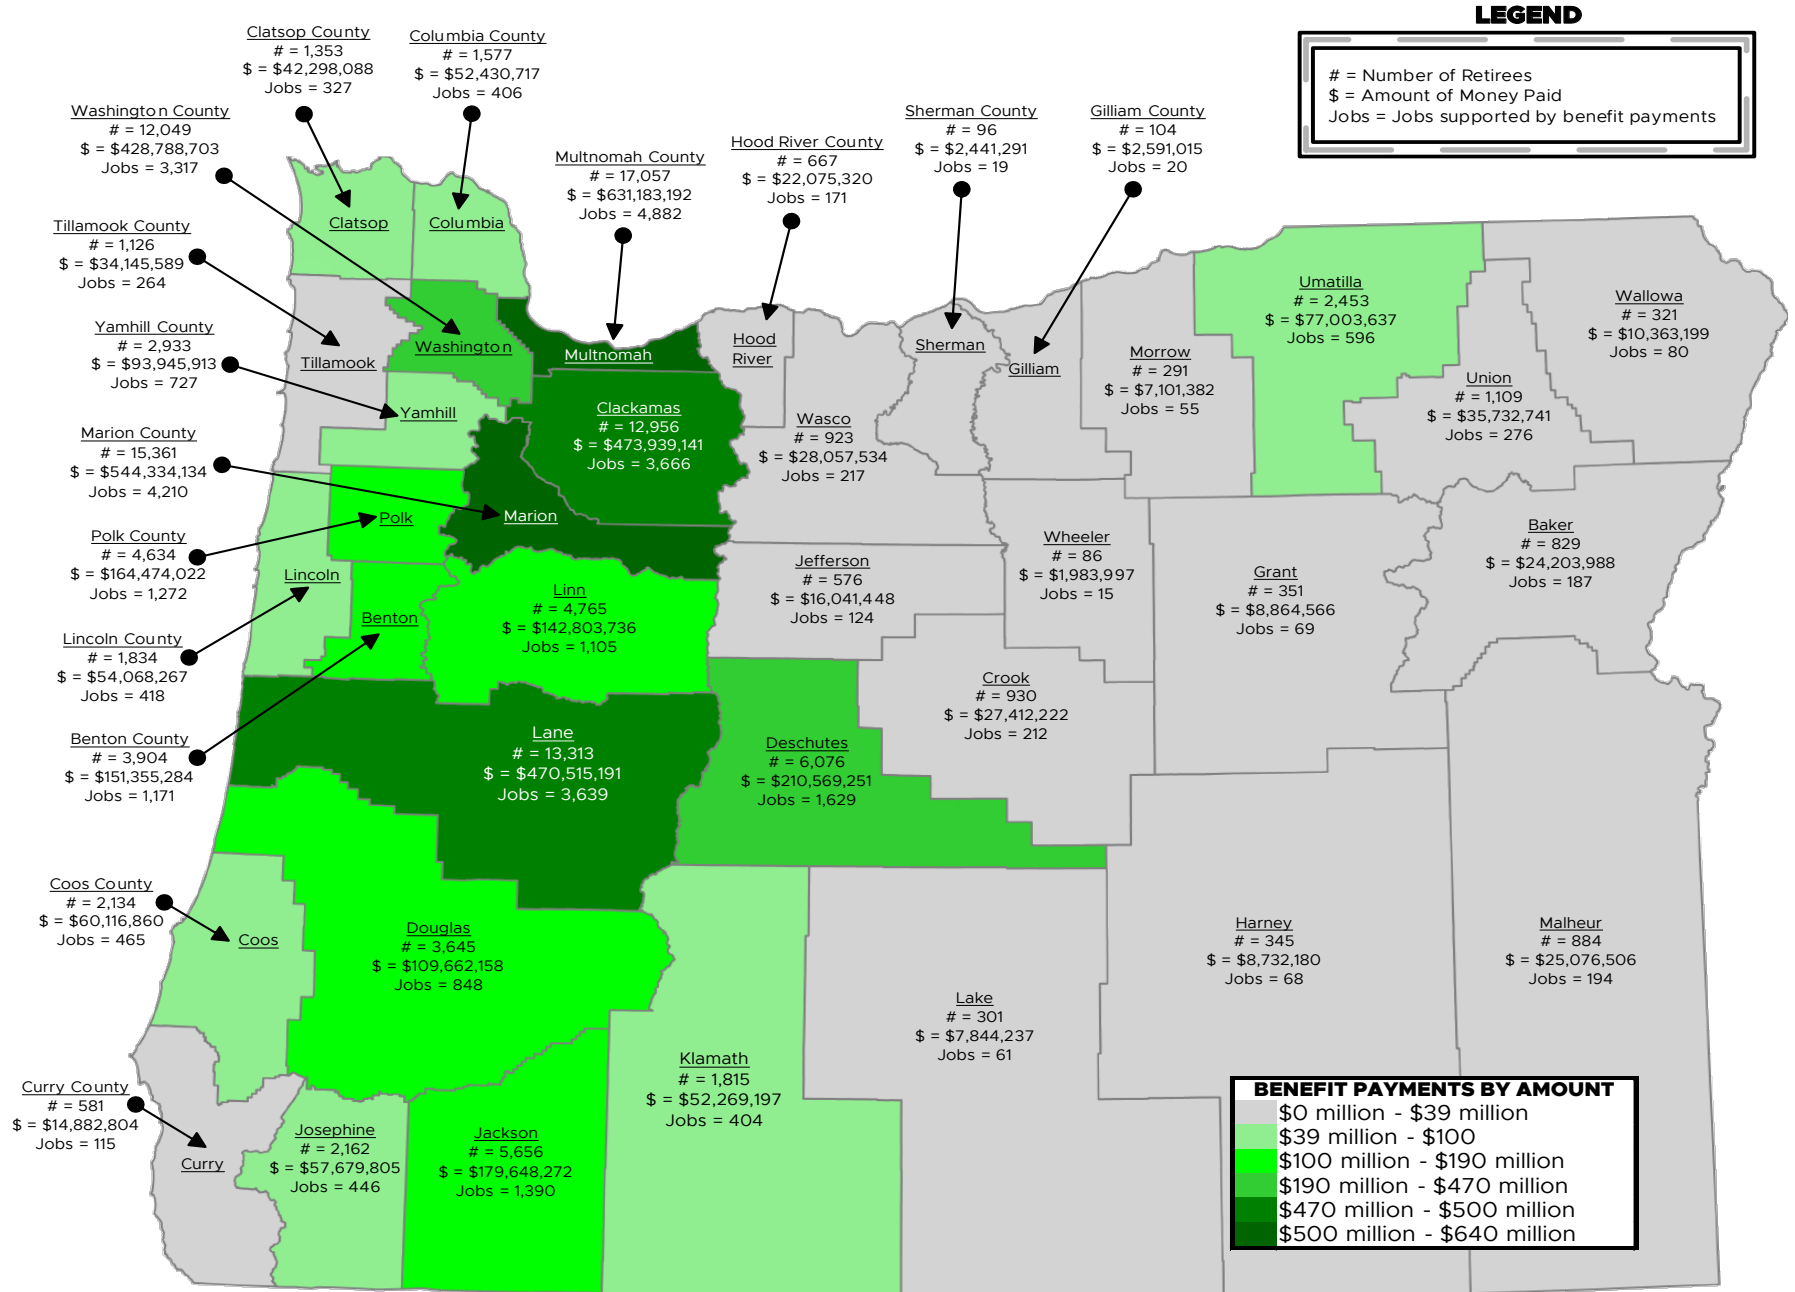 LEGEND
# = Number of Retirees
$ = Amount of Money Paid
Jobs = Jobs supported by benefit payments
Clatsop County
# = 1,353
$ = $42,298,088
Jobs = 327
Columbia County
# = 1,577
$ = $52,430,717
Jobs = 406
Washington County
# = 12,049
$ = $428,788,703
Jobs = 3,317
Multnomah County
# = 17,057
$ = $631,183,192
Jobs = 4,882
Hood River County
# = 667
$ = $22,075,320
Jobs = 171
Sherman County
# = 96
$ = $2,441,291
Jobs = 19
Gilliam County
# = 104
$ = $2,591,015
Jobs = 20
Tillamook County
# = 1,126
$ = $34,145,589
Jobs = 264
Yamhill County
# = 2,933
$ = $93,945,913
Jobs = 727
Marion County
# = 15,361
$ = $544,334,134
Jobs = 4,210
Polk County
# = 4,634
$ = $164,474,022
Jobs = 1,272
Lincoln County
# = 1,834
$ = $54,068,267
Jobs = 418
Benton County
# = 3,904
$ = $151,355,284
Jobs = 1,171
Coos County
# = 2,134
$ = $60,116,860
Jobs = 465
Curry County
# = 581
$ = $14,882,804
Jobs = 115
Clatsop
Columbia
Tillamook
Washington
Multnomah
Hood
River
Sherman
Gilliam
Yamhill
Polk
Marion
Lincoln
Benton
Coos
Curry
Clackamas
# = 12,956
$ = $473,939,141
Jobs = 3,666
Wasco
# = 923
$ = $28,057,534
Jobs = 217
Morrow
# = 291
$ = $7,101,382
Jobs = 55
Umatilla
# = 2,453
$ = $77,003,637
Jobs = 596
Union
# = 1,109
$ = $35,732,741
Jobs = 276
Wallowa
# = 321
$ = $10,363,199
Jobs = 80
Linn
# = 4,765
$ = $142,803,736
Jobs = 1,105
Jefferson
# = 576
$ = $16,041,448
Jobs = 124
Wheeler
# = 86
$ = $1,983,997
Jobs = 15
Grant
# = 351
$ = $8,864,566
Jobs = 69
Baker
# = 829
$ = $24,203,988
Jobs = 187
Lane
# = 13,313
$ = $470,515,191
Jobs = 3,639
Deschutes
# = 6,076
$ = $210,569,251
Jobs = 1,629
Crook
# = 930
$ = $27,412,222
Jobs = 212
Douglas
# = 3,645
$ = $109,662,158
Jobs = 848
Harney
# = 345
$ = $8,732,180
Jobs = 68
Malheur
# = 884
$ = $25,076,506
Jobs = 194
Lake
# = 301
$ = $7,844,237
Jobs = 61
Klamath
# = 1,815
$ = $52,269,197
Jobs = 404
Josephine
# = 2,162
$ = $57,679,805
Jobs = 446
Jackson
# = 5,656
$ = $179,648,272
Jobs = 1,390
BENEFIT PAYMENTS BY AMOUNT
$0 million - $39 million
$39 million - $100
$100 million - $190 million
$190 million - $470 million
$470 million - $500 million
$500 million - $640 million